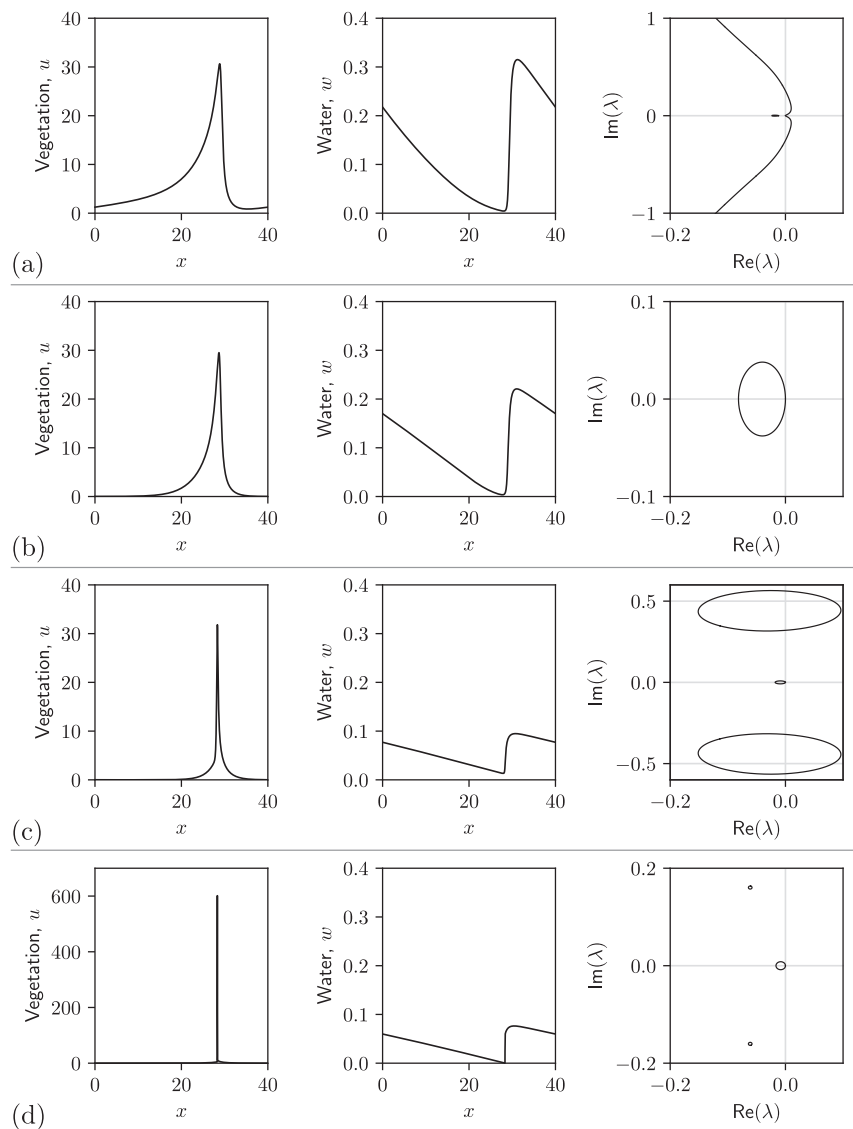 Vegetation, u
40
30
20
10
0
0 20 40
x
Water, w
0.4
0.3
0.2
0.1
0.0
0 20 40
x
Im(λ)
1
0
−1
−0.2 0.0
Re(λ)
(a)
Vegetation, u
40
30
20
10
0
0 20 40
x
Water, w
0.4
0.3
0.2
0.1
0.0
0 20 40
x
Im(λ)
0.1
0.0
−0.1
−0.2 0.0
Re(λ)
(b)
Vegetation, u
40
30
20
10
0
0 20 40
x
Water, w
0.4
0.3
0.2
0.1
0.0
0 20 40
x
Im(λ)
0.5
0.0
−0.5
−0.2 0.0
Re(λ)
(c)
Vegetation, u
600
400
200
0
0 20 40
x
Water, w
0.4
0.3
0.2
0.1
0.0
0 20 40
x
Im(λ)
0.2
0.0
−0.2
−0.2 0.0
Re(λ)
(d)